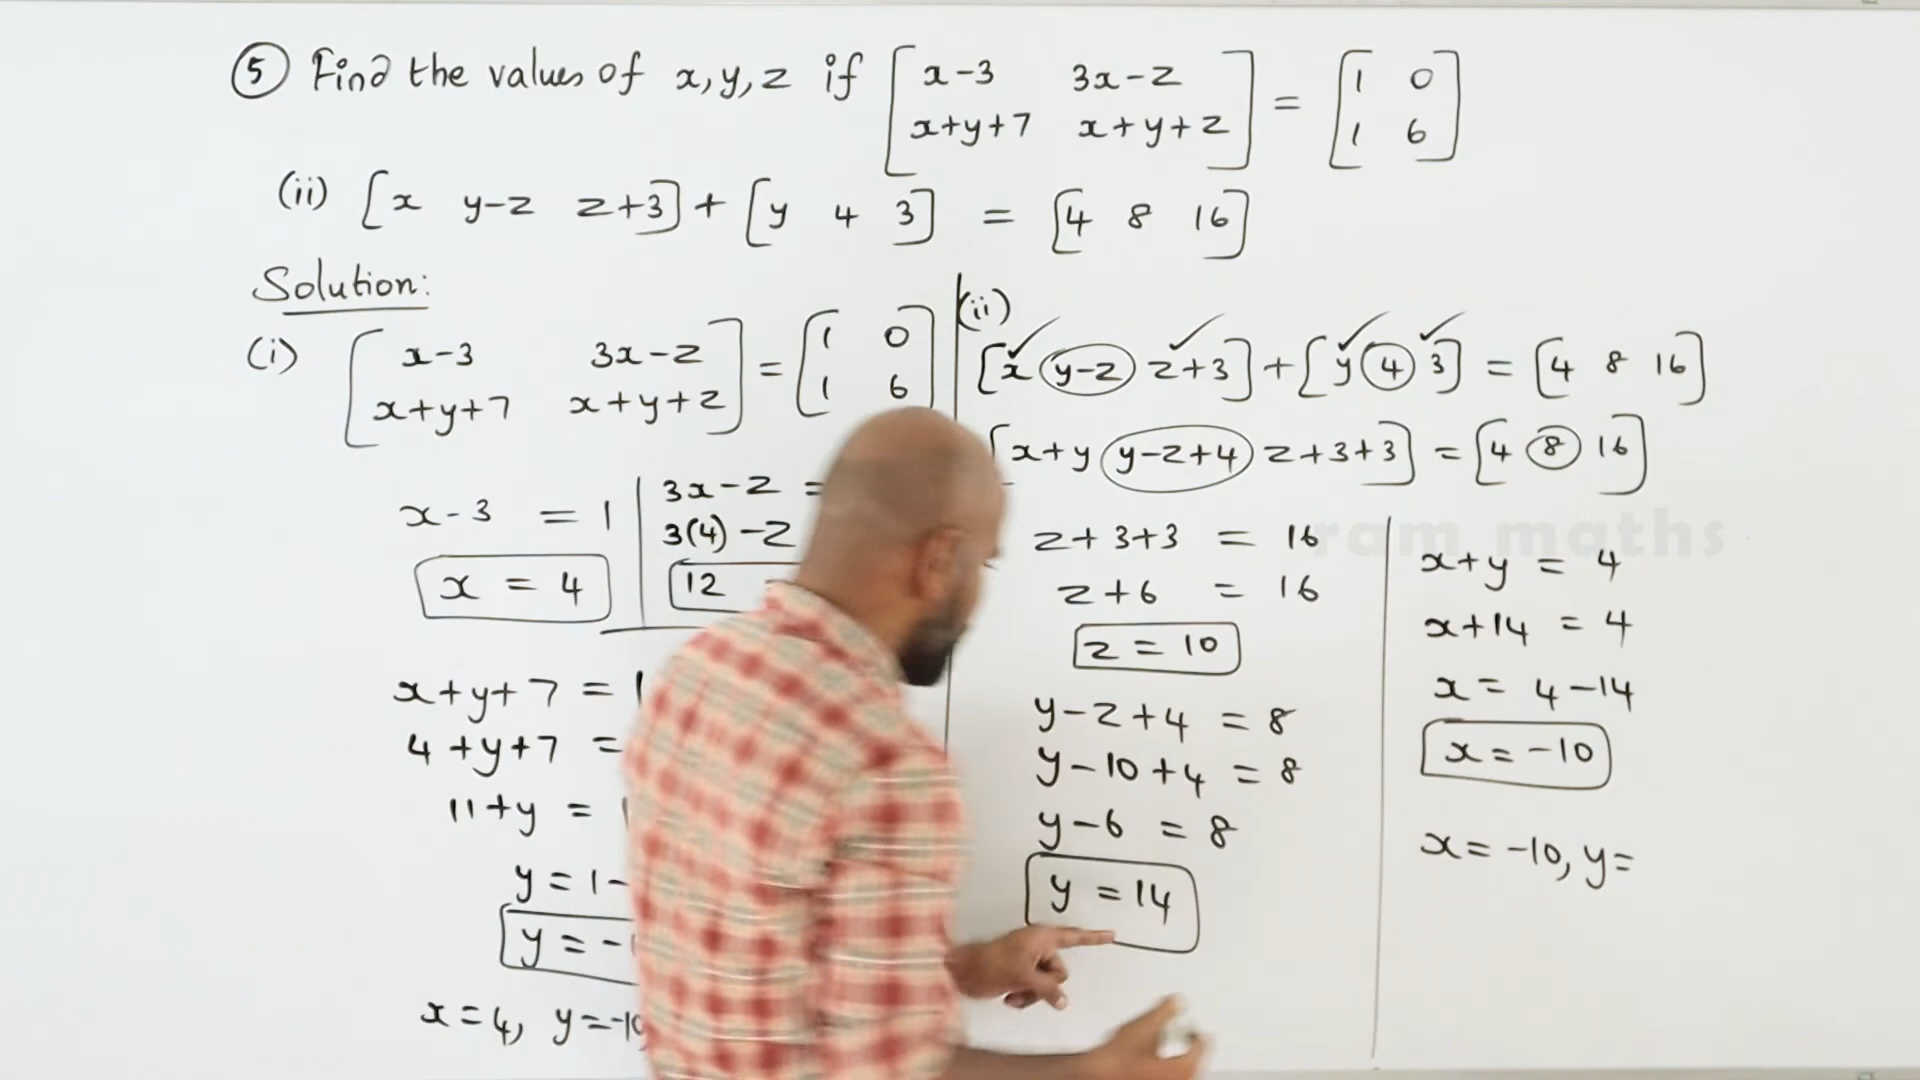 ⑤ Find the values of x, y, z if [x-3 3x-z
x+y+7 x+y+z] = [1 0
1 6]
(ii) [x y-z z+3] + [y 4 3] = [4 8 16]
Solution:
(i) [x-3 3x-z
x+y+7 x+y+z] = [1 0
1 6]
x-3 = 1
x = 4
3x-z =
3(4)-z
12
x+y+7 = 1
4+y+7 =
11+y =
y = 1-
y = -
x=4, y=-10
(ii)
[x y-z z+3] + [y 4 3] = [4 8 16]
[x+y y-z+4 z+3+3] = [4 8 16]
z+3+3 = 16
z+6 = 16
z = 10
y-z+4 = 8
y-10+4 = 8
y-6 = 8
y = 14
ram maths
x+y = 4
x+14 = 4
x = 4-14
x = -10
x = -10, y=